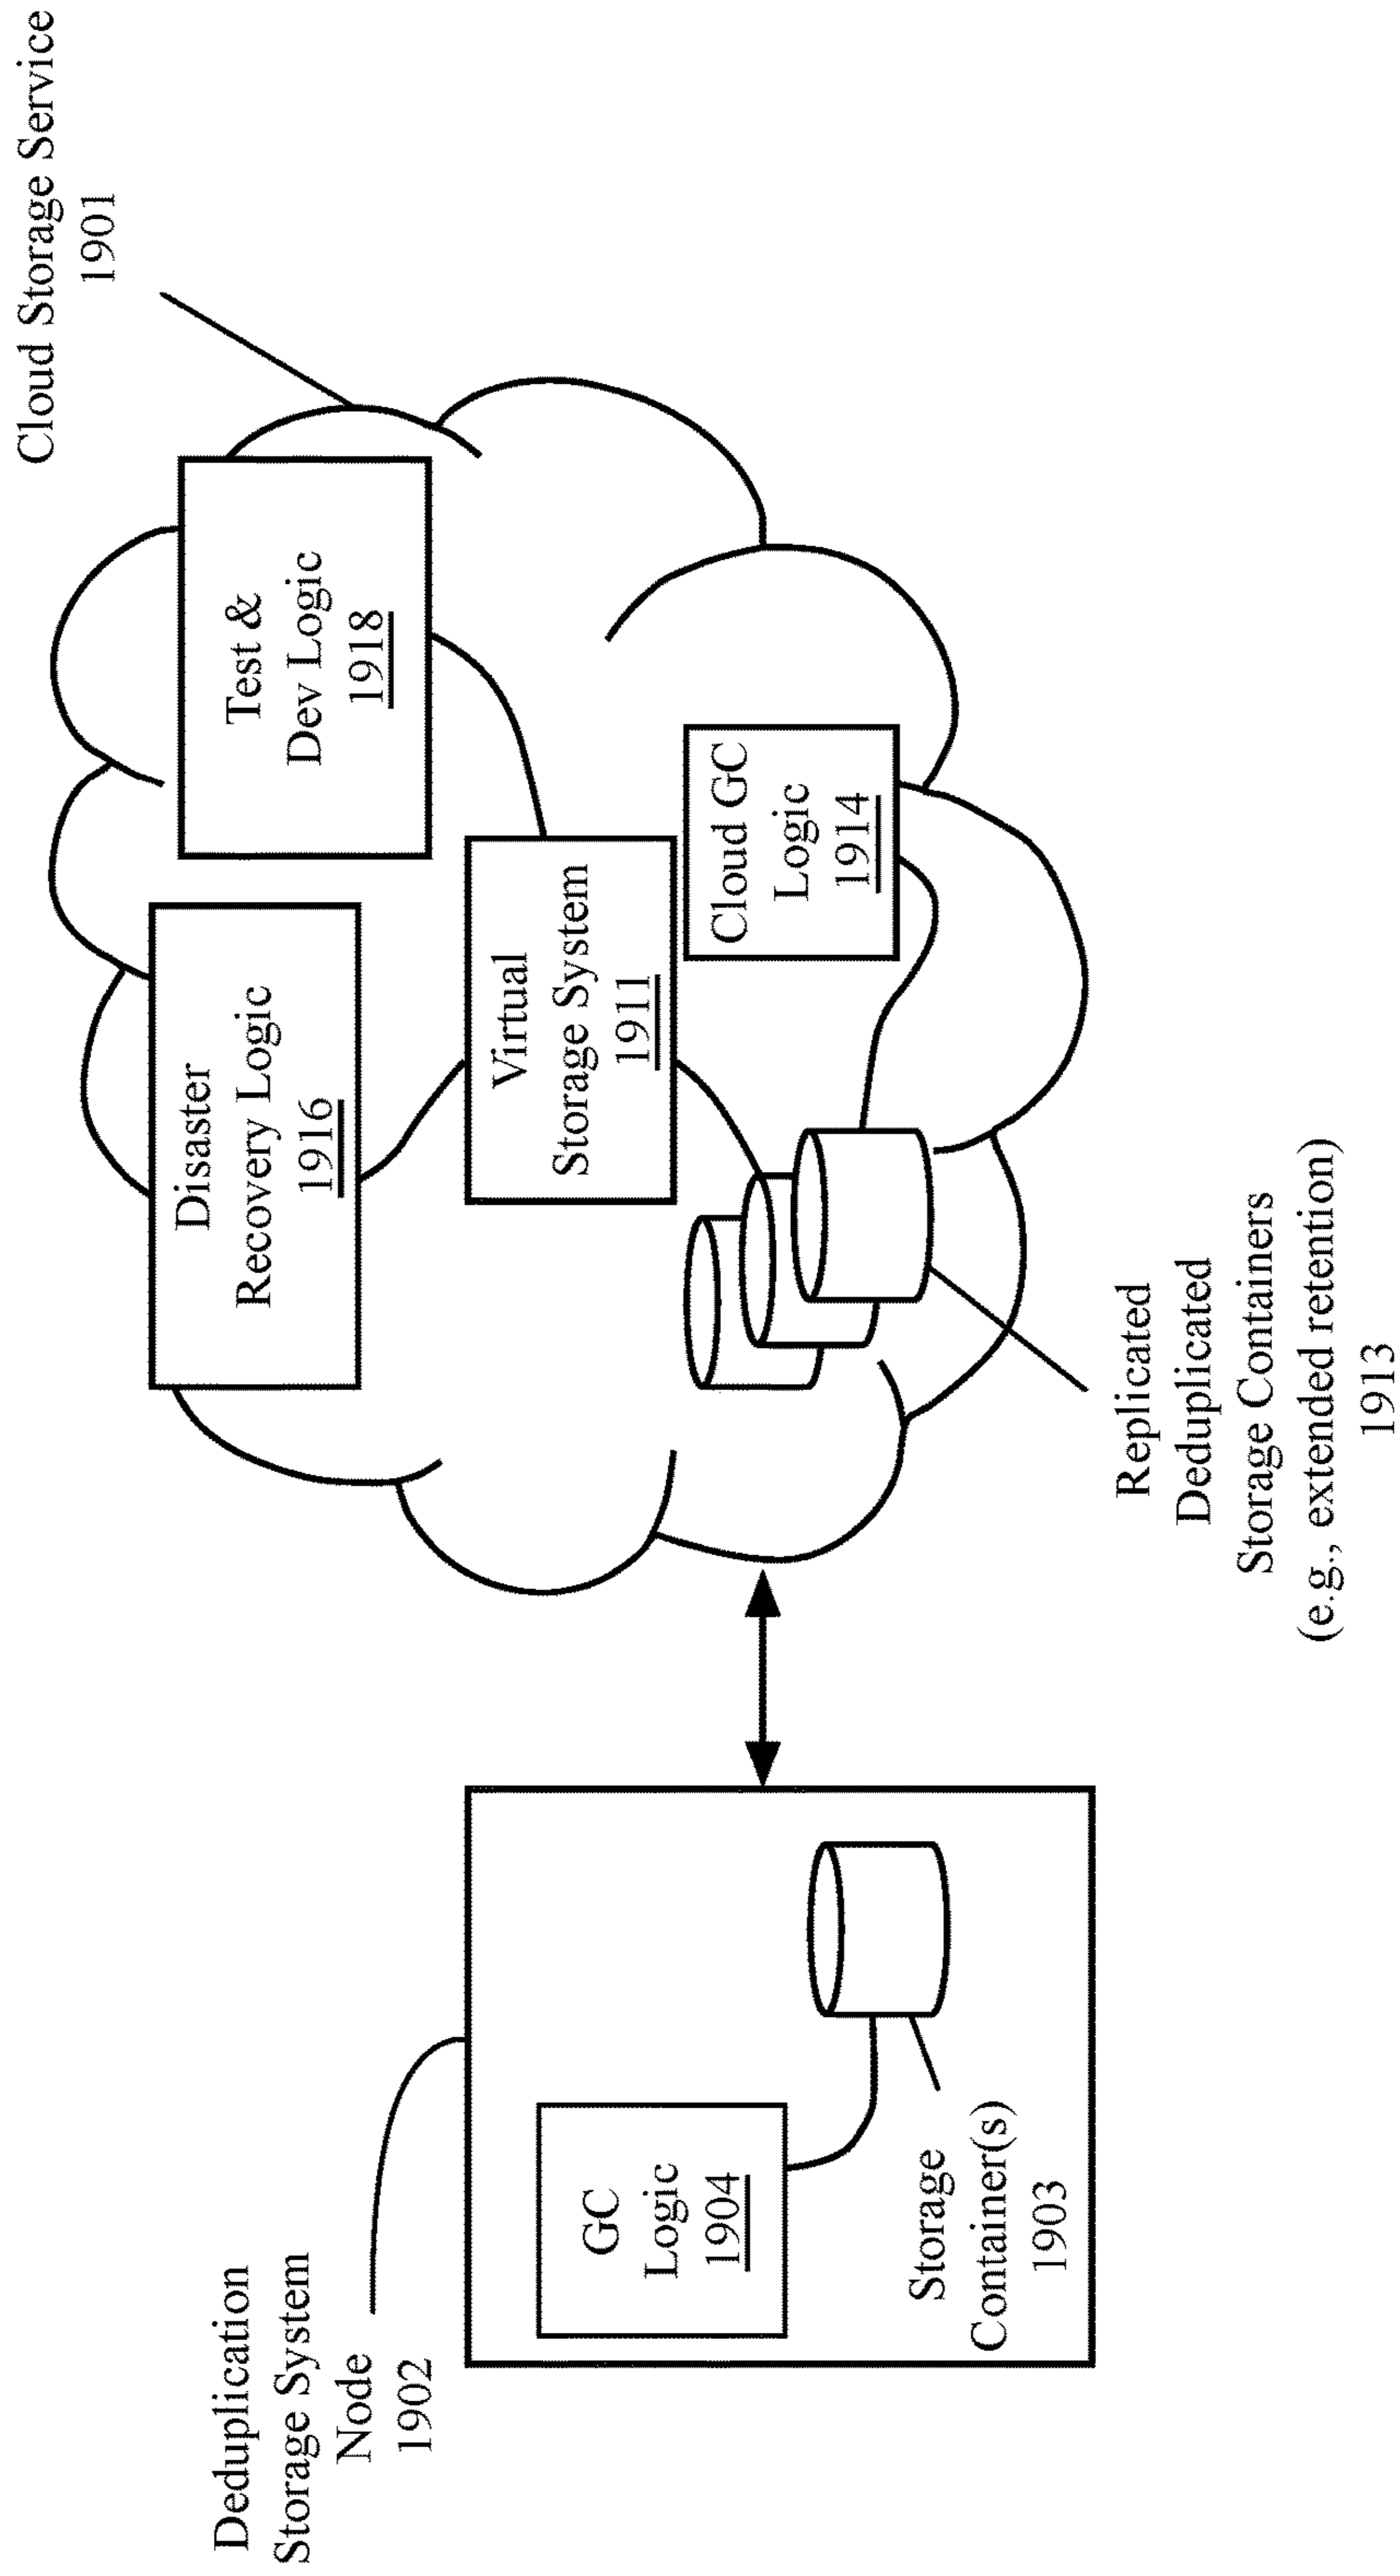 Deduplication
Storage System
Node
1902
GC
Logic
1904
Storage
Container(s)
1903
Cloud Storage Service
1901
Disaster
Recovery Logic
1916
Test &
Dev Logic
1918
Virtual
Storage System
1911
Cloud GC
Logic
1914
Replicated
Deduplicated
Storage Containers
(e.g., extended retention)
1913